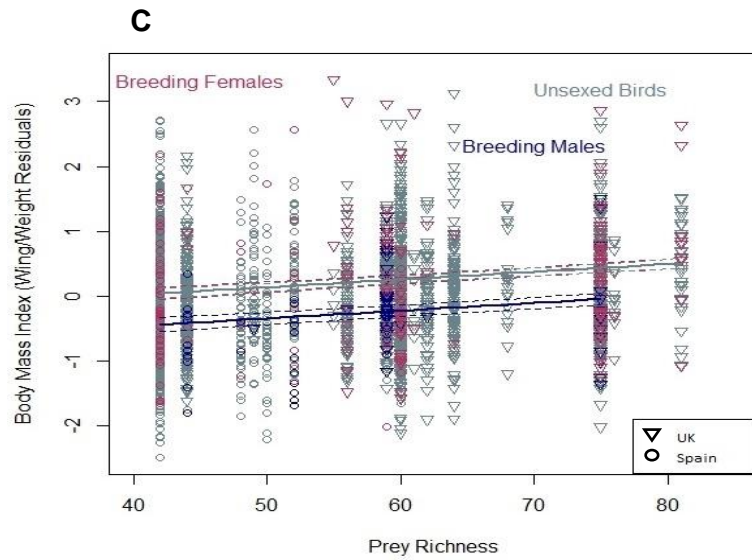 C
Breeding Females
Unsexed Birds
Breeding Males
Body Mass Index (Wing/Weight Residuals)
3
2
1
0
-1
-2
UK
Spain
40 50 60 70 80
Prey Richness